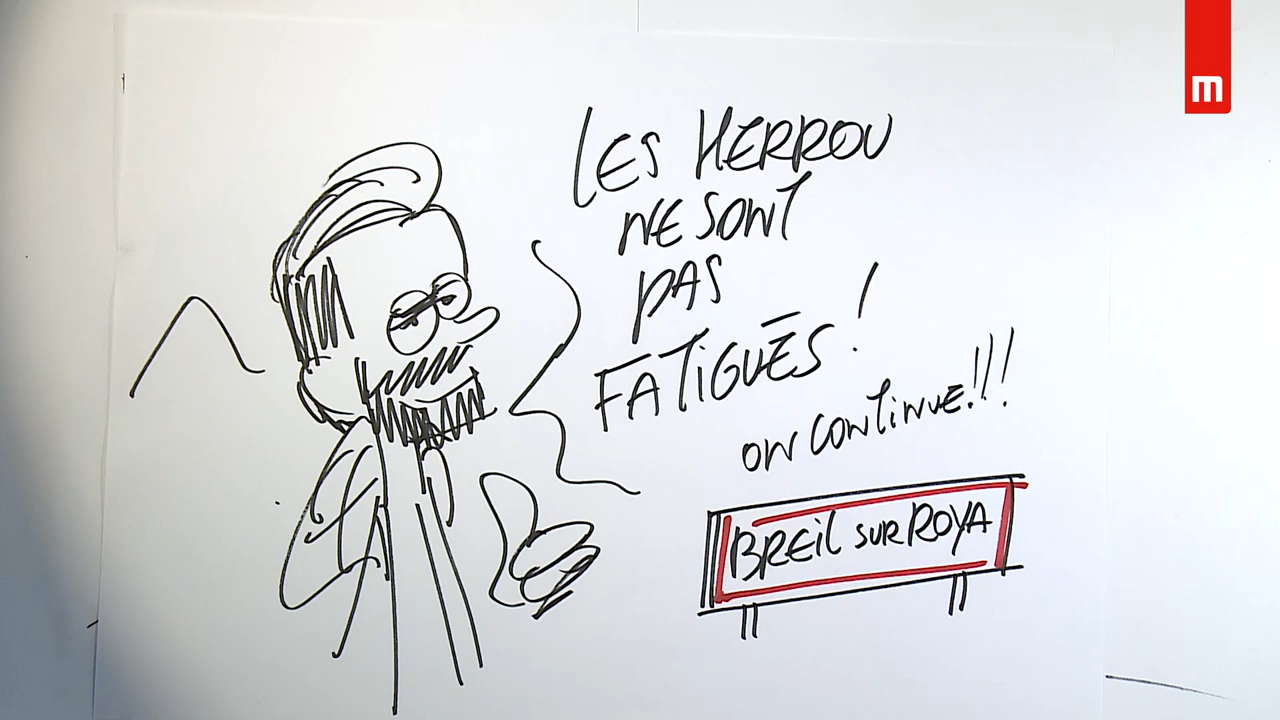 m
LES HERROU
NE SONT
PAS
FATIGUÉS !
ON CONTINUE!!!
BREIL SUR ROYA